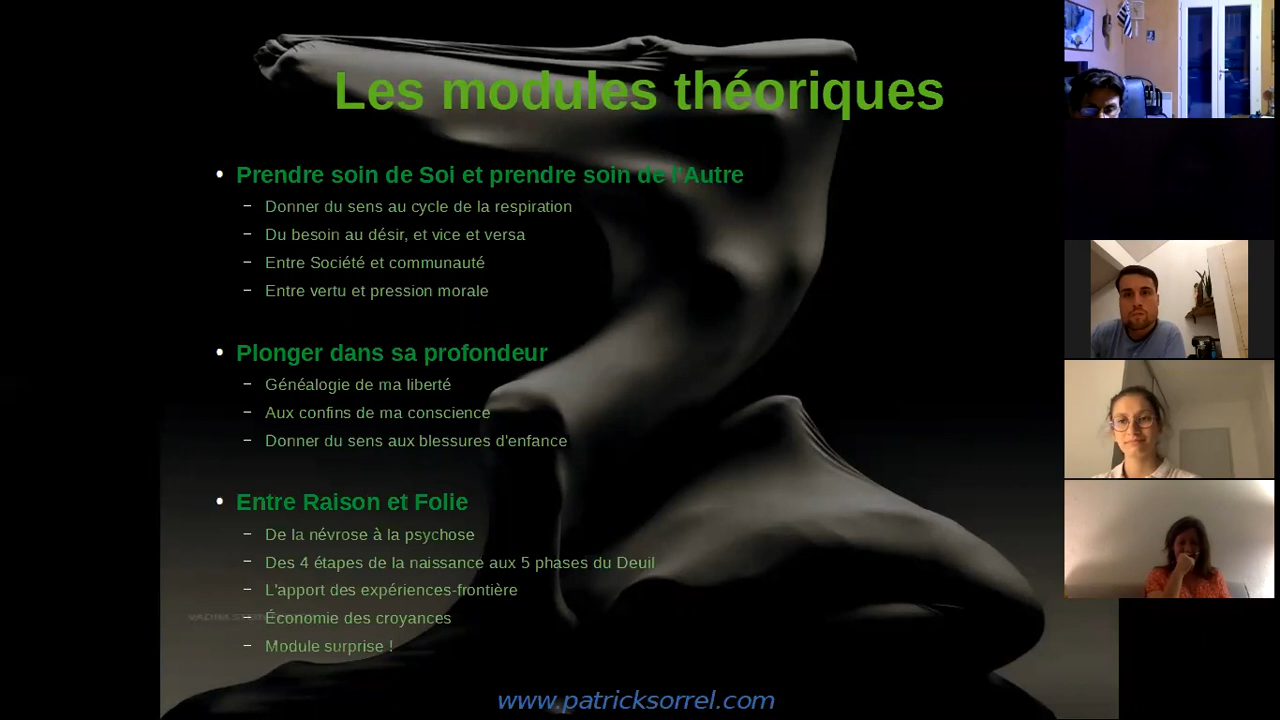 Les modules théoriques
• Prendre soin de Soi et prendre soin de l'Autre
– Donner du sens au cycle de la respiration
– Du besoin au désir, et vice et versa
– Entre Société et communauté
– Entre vertu et pression morale
• Plonger dans sa profondeur
– Généalogie de ma liberté
– Aux confins de ma conscience
– Donner du sens aux blessures d'enfance
• Entre Raison et Folie
– De la névrose à la psychose
– Des 4 étapes de la naissance aux 5 phases du Deuil
– L'apport des expériences-frontière
– Économie des croyances
– Module surprise !
www.patricksorrel.com